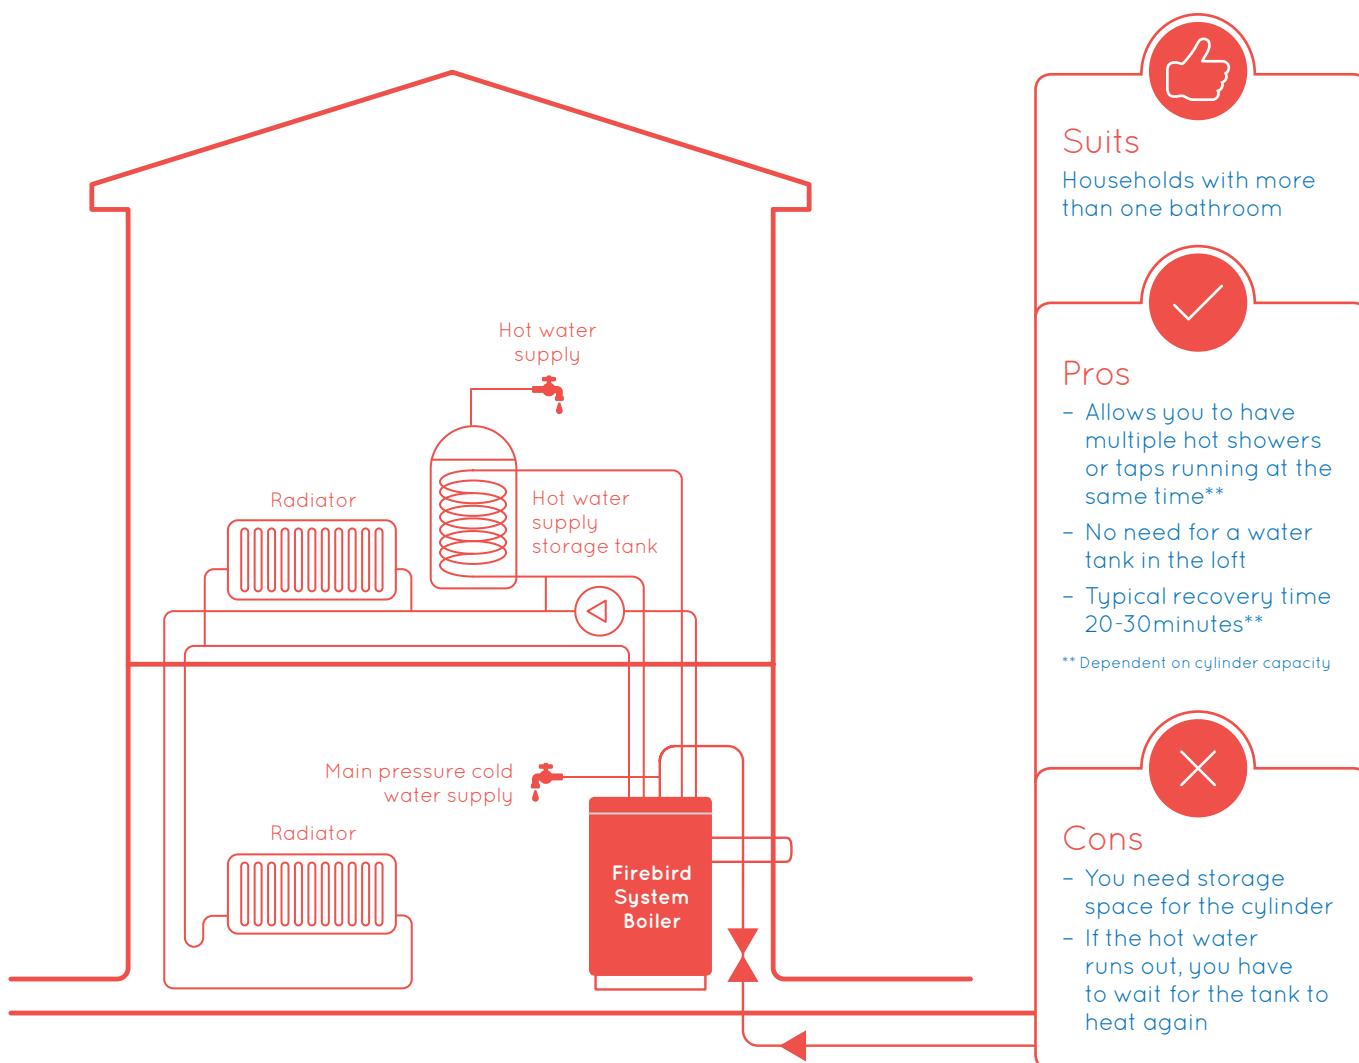 Hot water
supply
Radiator
Hot water
supply
storage tank
Main pressure cold
water supply
Radiator
Firebird
System
Boiler
Suits
Households with more
than one bathroom
Pros
– Allows you to have
multiple hot showers
or taps running at the
same time**
– No need for a water
tank in the loft
– Typical recovery time
20-30minutes**
** Dependent on cylinder capacity
Cons
– You need storage
space for the cylinder
– If the hot water
runs out, you have
to wait for the tank to
heat again